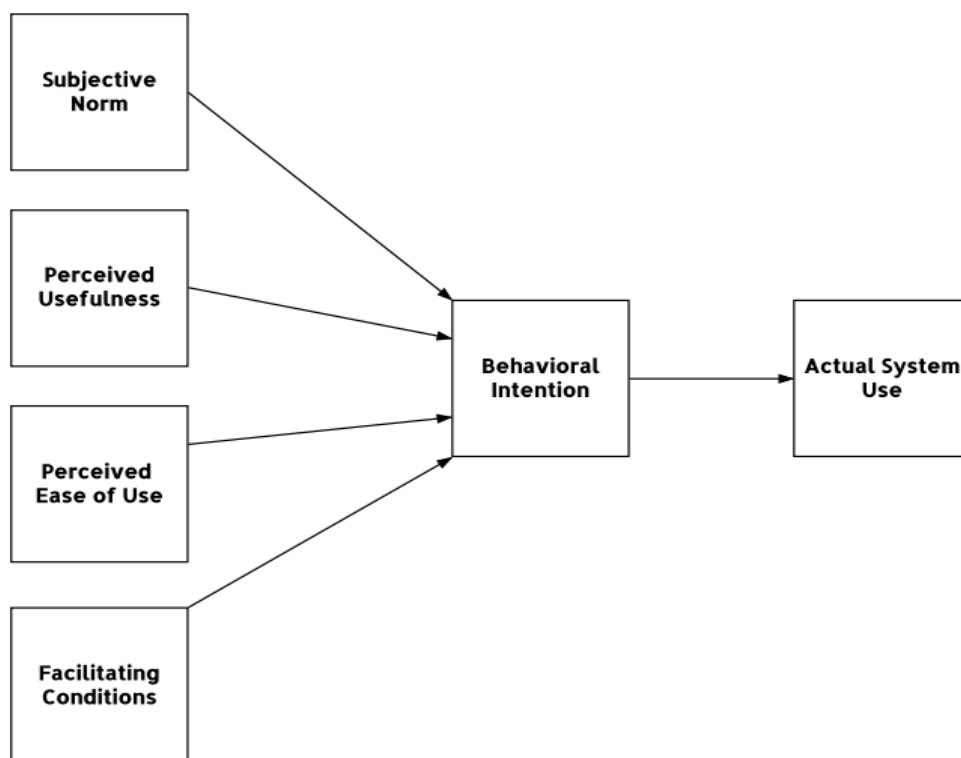 Subjective
Norm
Perceived
Usefulness
Perceived
Ease of Use
Facilitating
Conditions
Behavioral
Intention
Actual System
Use